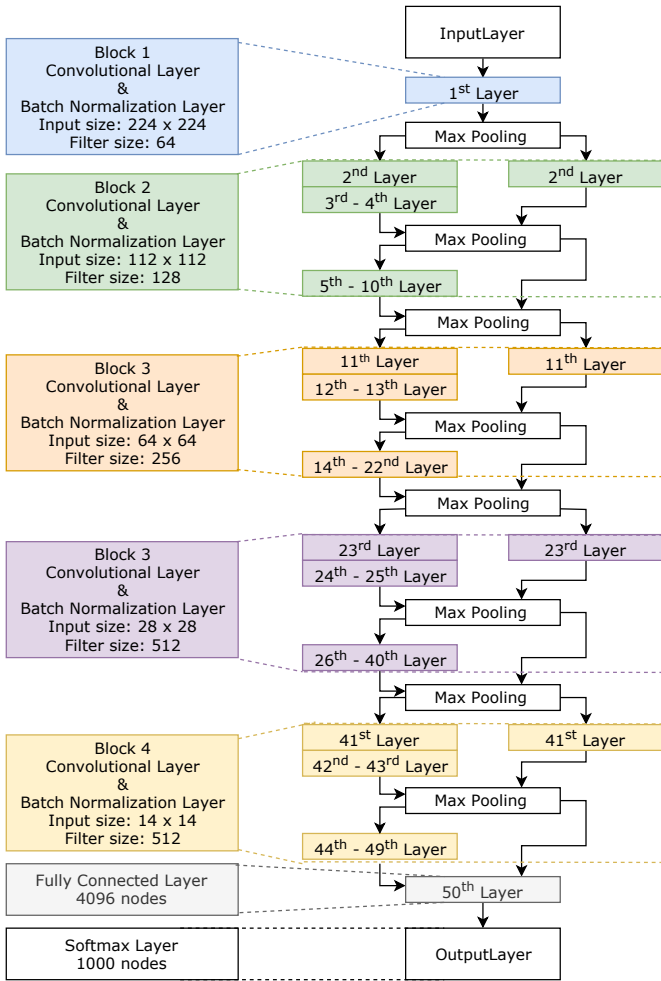 InputLayer
Block 1
Convolutional Layer
&
Batch Normalization Layer
Input size: 224 x 224
Filter size: 64
1st Layer
Max Pooling
Block 2
Convolutional Layer
&
Batch Normalization Layer
Input size: 112 x 112
Filter size: 128
2nd Layer
2nd Layer
3rd - 4th Layer
Max Pooling
5th - 10th Layer
Max Pooling
Block 3
Convolutional Layer
&
Batch Normalization Layer
Input size: 64 x 64
Filter size: 256
11th Layer
11th Layer
12th - 13th Layer
Max Pooling
14th - 22nd Layer
Max Pooling
Block 3
Convolutional Layer
&
Batch Normalization Layer
Input size: 28 x 28
Filter size: 512
23rd Layer
23rd Layer
24th - 25th Layer
Max Pooling
26th - 40th Layer
Max Pooling
Block 4
Convolutional Layer
&
Batch Normalization Layer
Input size: 14 x 14
Filter size: 512
41st Layer
41st Layer
42nd - 43rd Layer
Max Pooling
44th - 49th Layer
Fully Connected Layer
4096 nodes
50th Layer
Softmax Layer
1000 nodes
OutputLayer